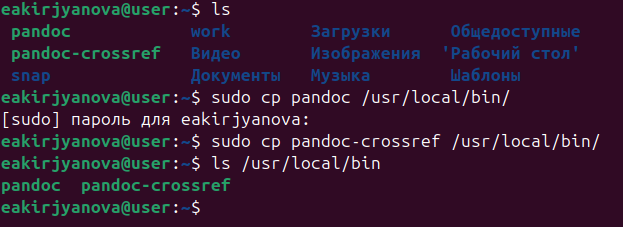 eakirjyanova@user:~$ ls
pandoc work Загрузки Общедоступные
pandoc-crossref Видео Изображения 'Рабочий стол'
snap Документы Музыка Шаблоны
eakirjyanova@user:~$ sudo cp pandoc /usr/local/bin/
[sudo] пароль для eakirjyanova:
eakirjyanova@user:~$ sudo cp pandoc-crossref /usr/local/bin/
eakirjyanova@user:~$ ls /usr/local/bin
pandoc pandoc-crossref
eakirjyanova@user:~$